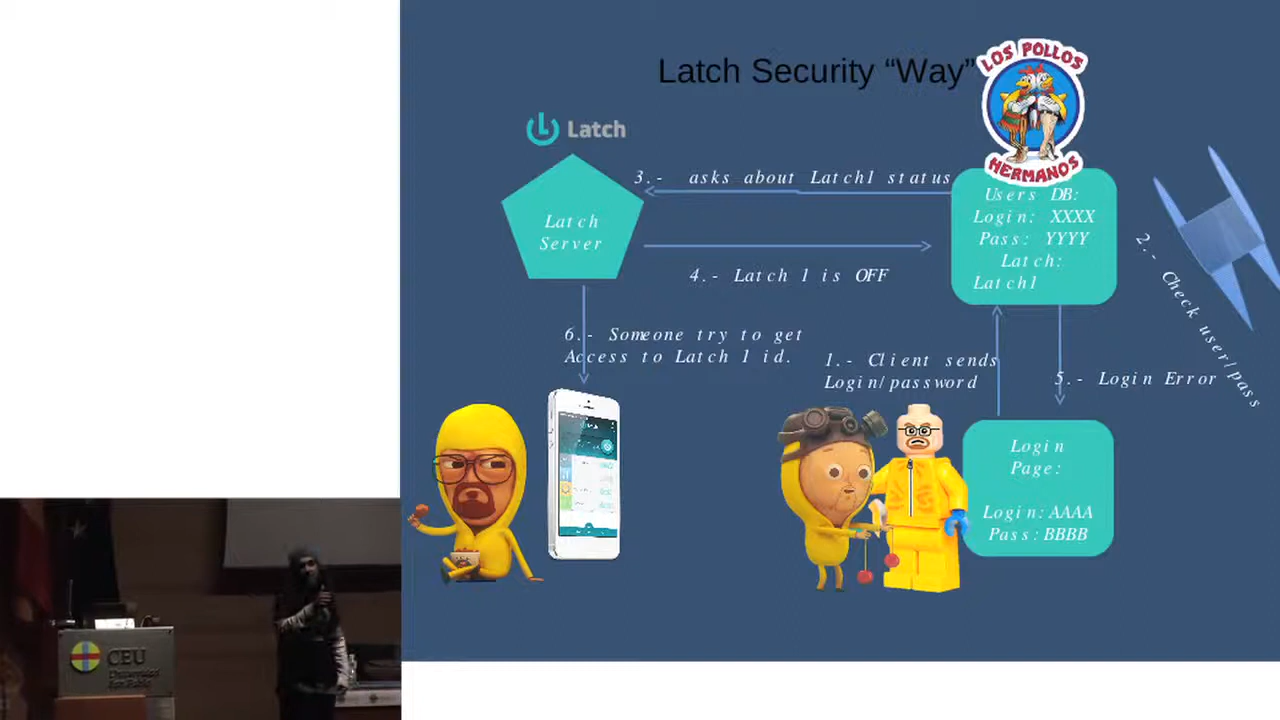 Latch Security “Way”
LOS POLLOS
HERMANOS
Latch
3.- asks about Latch1 status
Latch
Server
Users DB:
Login: XXXX
Pass: YYYY
Latch:
Latch1
4.- Latch 1 is OFF
2.- Check user/pass
6.- Someone try to get
Access to Latch 1 id.
1.- Client sends
Login/password
5.- Login Error
Login
Page:
Login:AAAA
Pass:BBBB
CEU